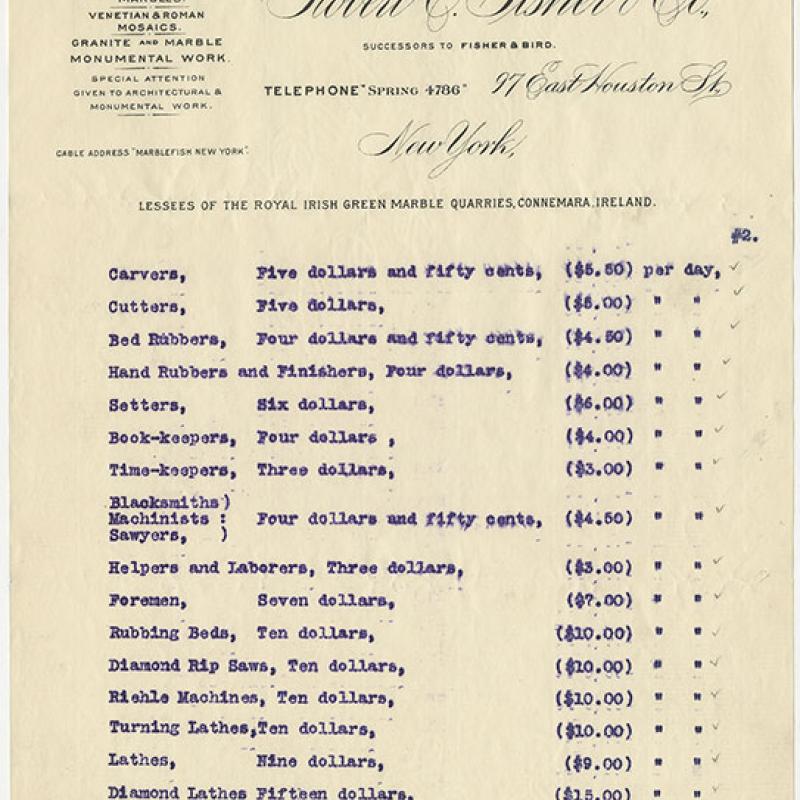 MARBLES.
VENETIAN & ROMAN
MOSAICS.
GRANITE AND MARBLE
MONUMENTAL WORK.
SPECIAL ATTENTION
GIVEN TO ARCHITECTURAL &
MONUMENTAL WORK.
CABLE ADDRESS "MARBLEFISK NEW YORK".
Robert C. Fisher & Co.,
SUCCESSORS TO FISHER & BIRD.
TELEPHONE "SPRING 4786" 97 East Houston St,
New York,
LESSEES OF THE ROYAL IRISH GREEN MARBLE QUARRIES, CONNEMARA, IRELAND.
#2.
Carvers, Five dollars and fifty cents, ($5.50) per day,
Cutters, Five dollars, ($5.00) " "
Bed Rubbers, Four dollars and fifty cents, ($4.50) " "
Hand Rubbers and Finishers, Four dollars, ($4.00) " "
Setters, Six dollars, ($6.00) " "
Book-keepers, Four dollars , ($4.00) " "
Time-keepers, Three dollars, ($3.00) " "
Blacksmiths)
Machinists : Four dollars and fifty cents, ($4.50) " "
Sawyers, )
Helpers and Laborers, Three dollars, ($3.00) " "
Foremen, Seven dollars, ($7.00) " "
Rubbing Beds, Ten dollars, ($10.00) " "
Diamond Rip Saws, Ten dollars, ($10.00) " "
Riehle Machines, Ten dollars, ($10.00) " "
Turning Lathes,Ten dollars, ($10.00) " "
Lathes, Nine dollars, ($9.00) " "
Diamond Lathes Fifteen dollars, ($15.00) " "